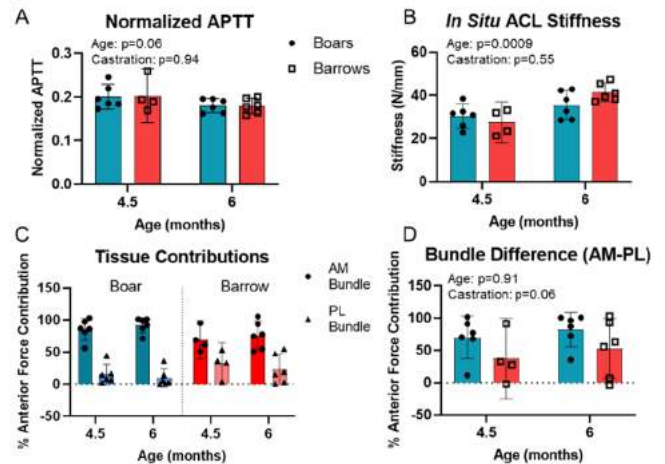 A
Normalized APTT
Age: p=0.06
Castration: p=0.94
Normalized APTT
0.3
0.2
0.1
0.0
4.5
6
Age (months)
Boars
Barrows
B
In Situ ACL Stiffness
Age: p=0.0009
Castration: p=0.55
Stiffness (N/mm)
60
40
20
0
4.5
6
Age (months)
C
Tissue Contributions
Boar
Barrow
% Anterior Force Contribution
150
100
50
0
-50
4.5
6
4.5
6
Age (months)
AM
Bundle
PL
Bundle
D
Bundle Difference (AM-PL)
Age: p=0.91
Castration: p=0.06
% Anterior Force Contribution
150
100
50
0
-50
4.5
6
Age (months)